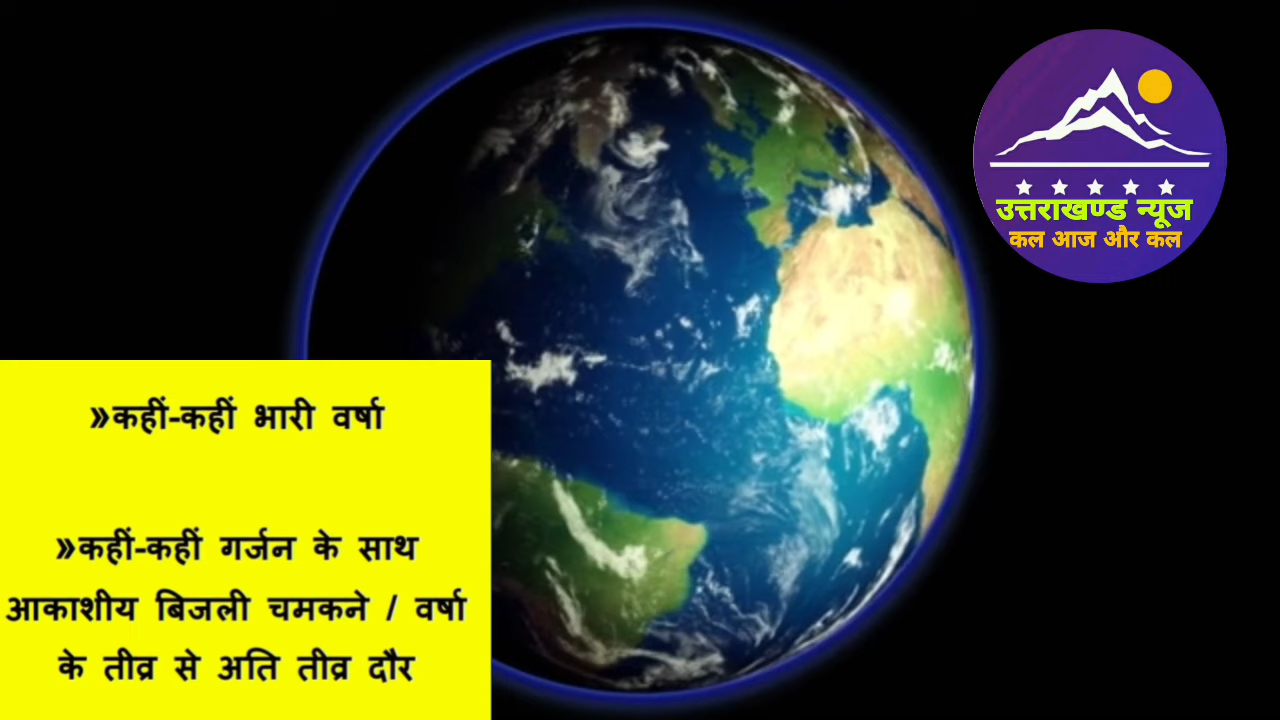 उत्तराखण्ड न्यूज
कल आज और कल
»कहीं-कहीं भारी वर्षा
»कहीं-कहीं गर्जन के साथ
आकाशीय बिजली चमकने / वर्षा
के तीव्र से अति तीव्र दौर